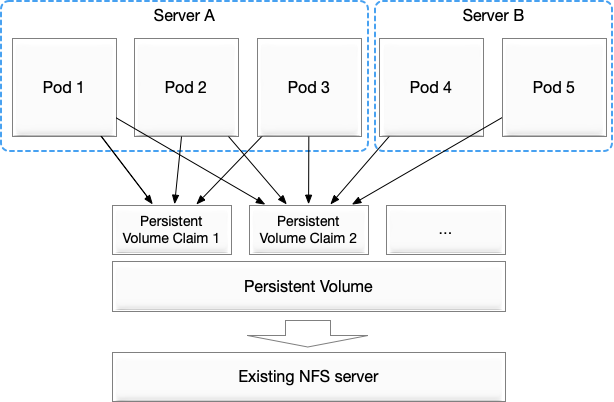 Server A
Server B
Pod 1
Pod 2
Pod 3
Pod 4
Pod 5
Persistent
Volume Claim 1
Persistent
Volume Claim 2
...
Persistent Volume
Existing NFS server